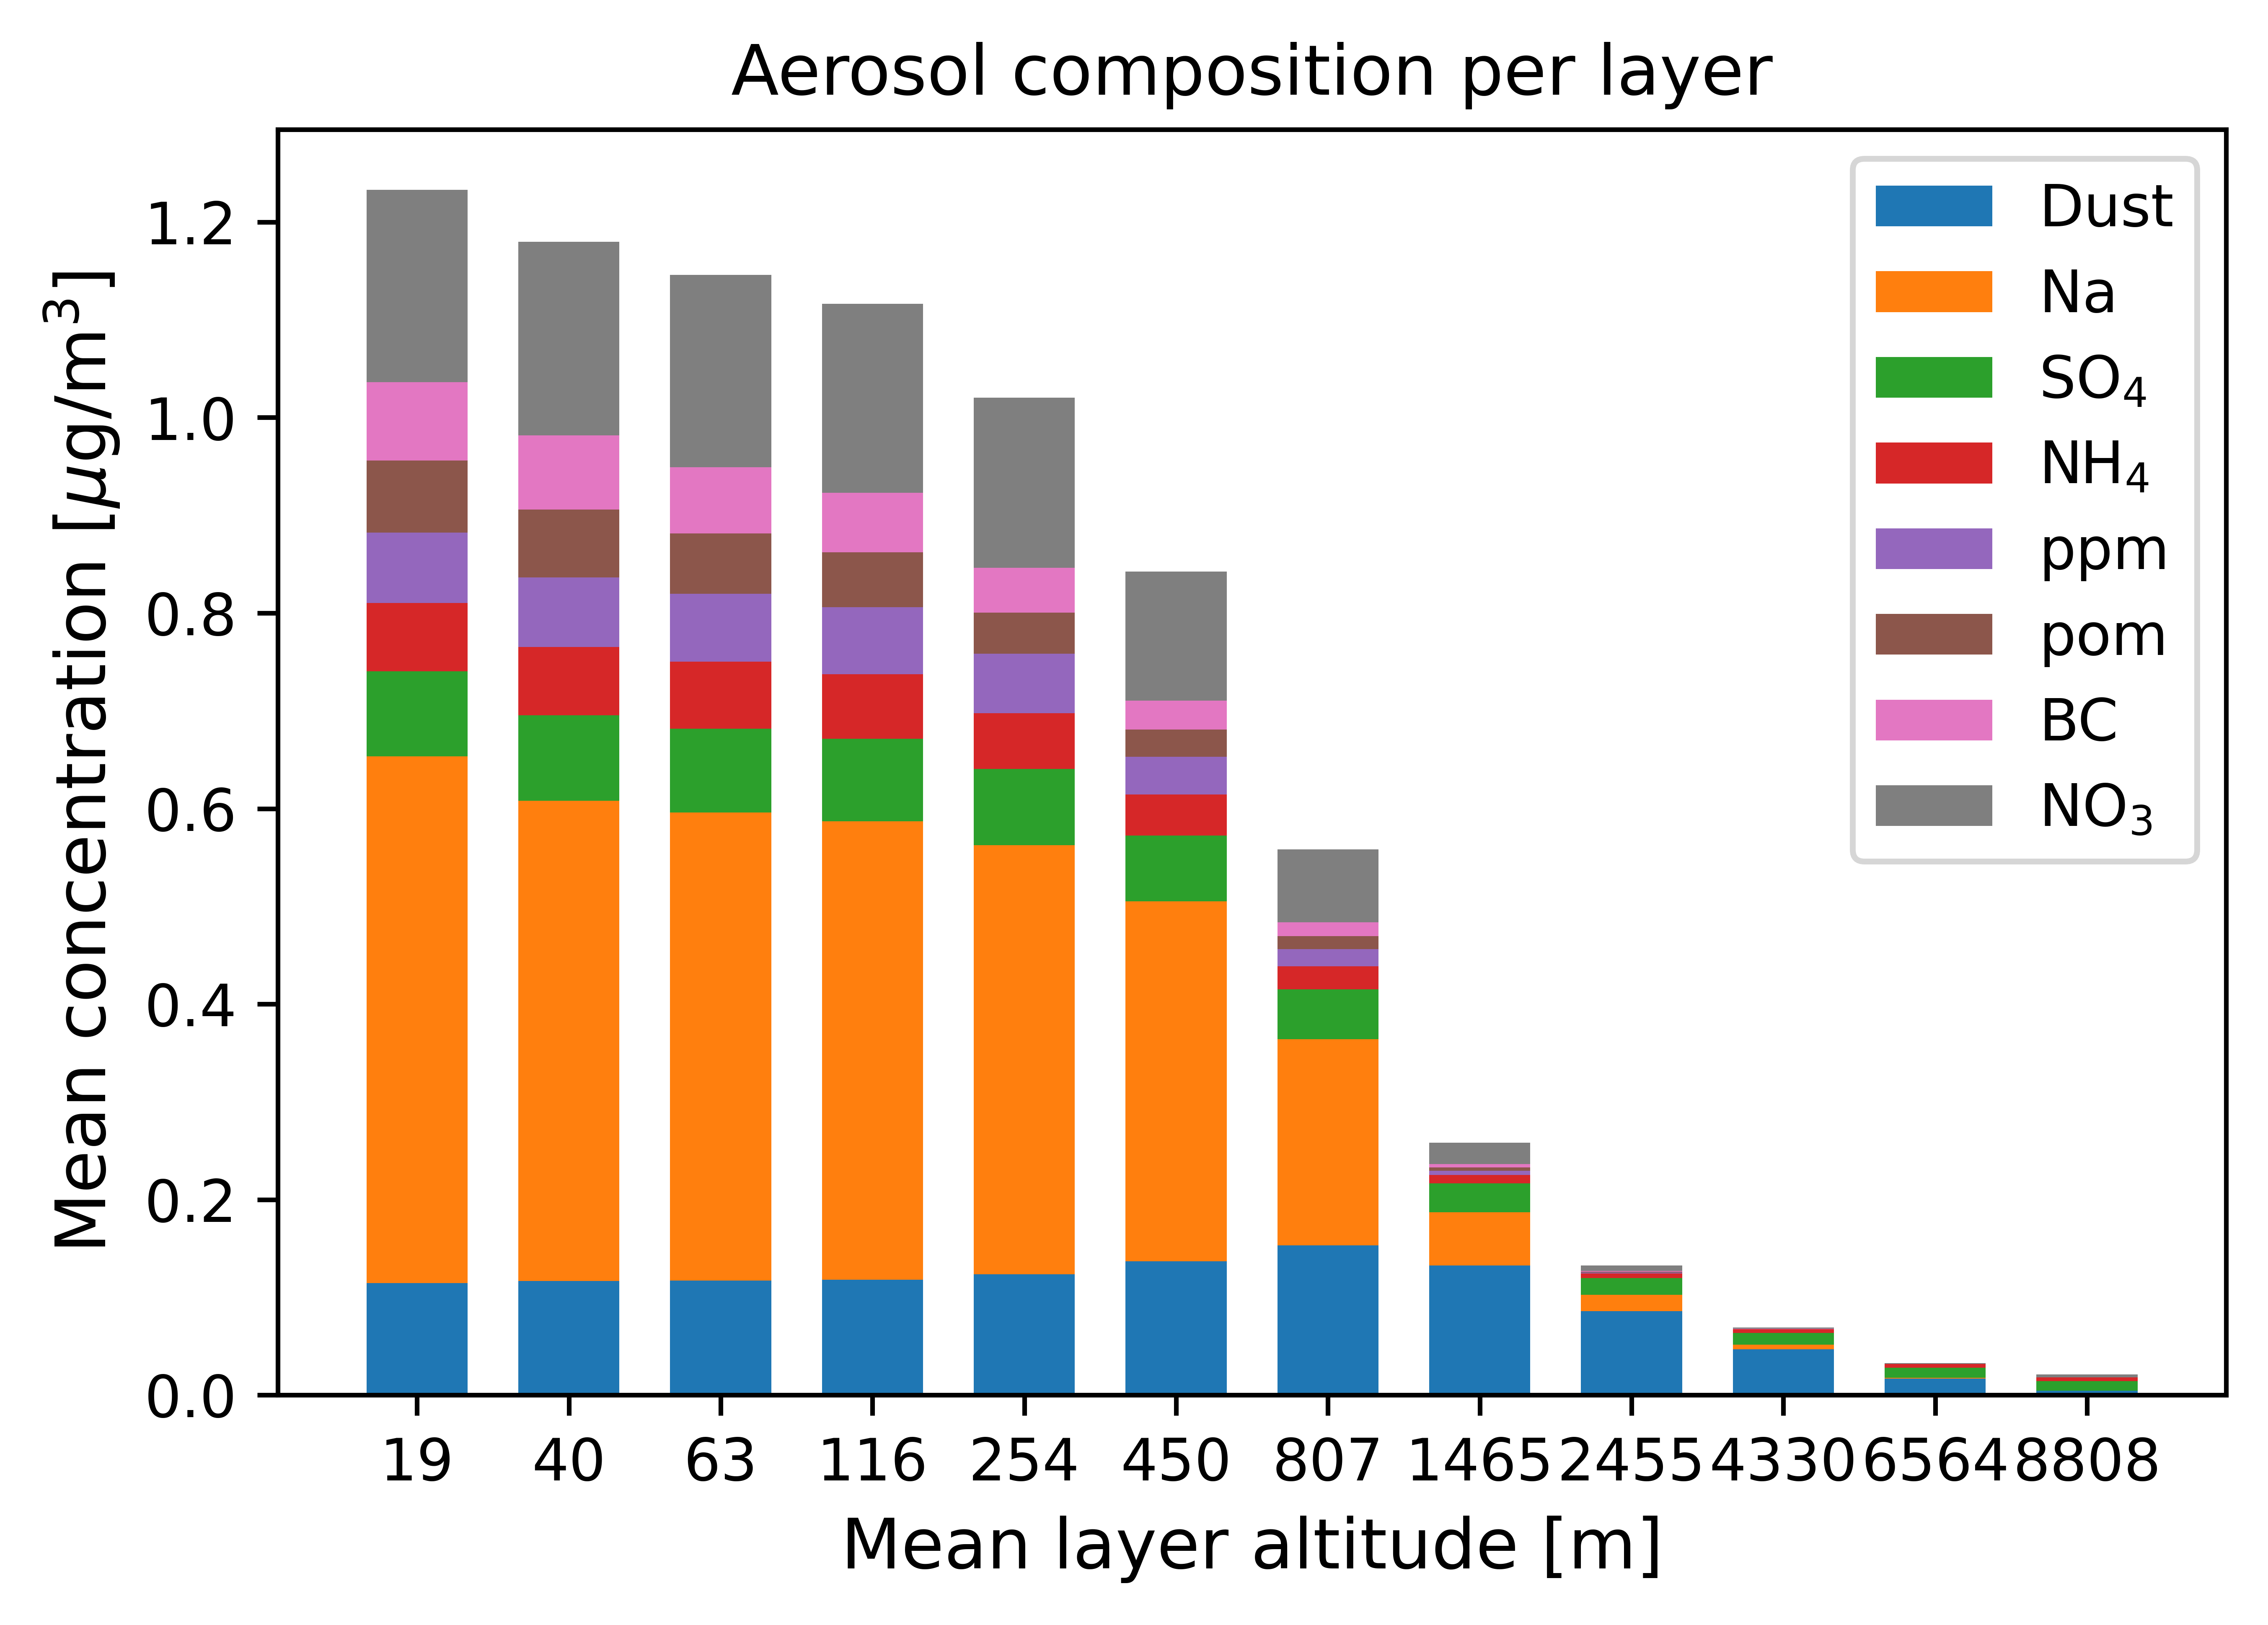 Aerosol composition per layer
Mean concentration [μg/m³]
1.2
1.0
0.8
0.6
0.4
0.2
0.0
Dust
Na
SO₄
NH₄
ppm
pom
BC
NO₃
19 40 63 116 254 450 807 1465 2455 4330 6564 8808
Mean layer altitude [m]